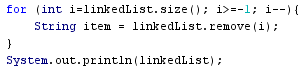 for (int i=linkedList.size(); i>=-1; i--){
String item = linkedList.remove(i);
}
System.out.println(linkedList);